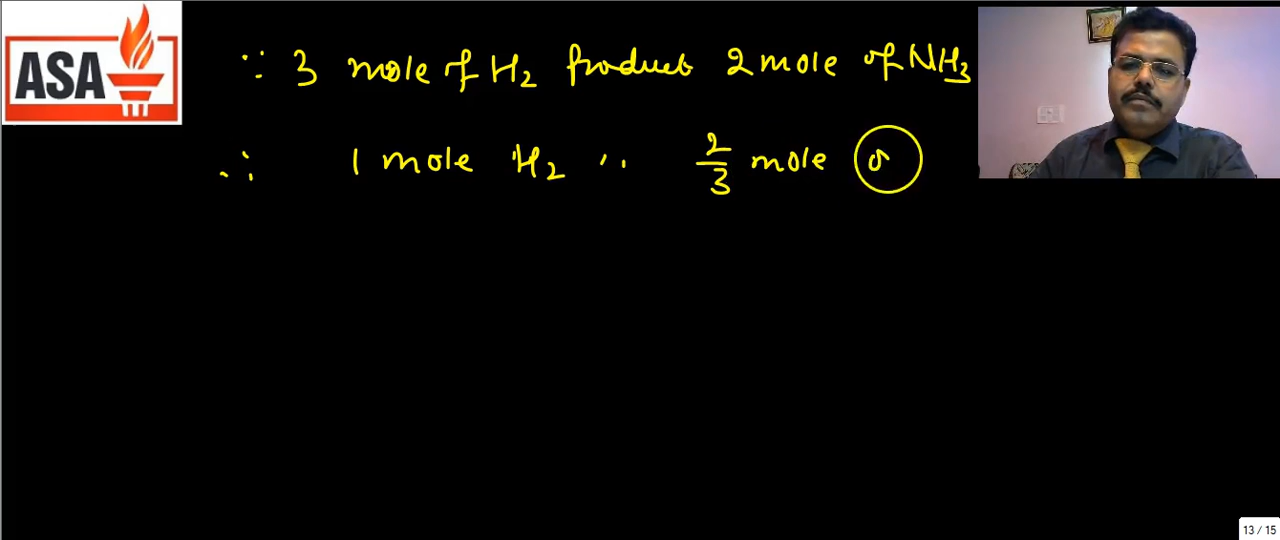 ASA
∵ 3 mole of H₂ product 2 mole of NH₃
∴ 1 mole H₂ ,, 2/3 mole o
13 / 15